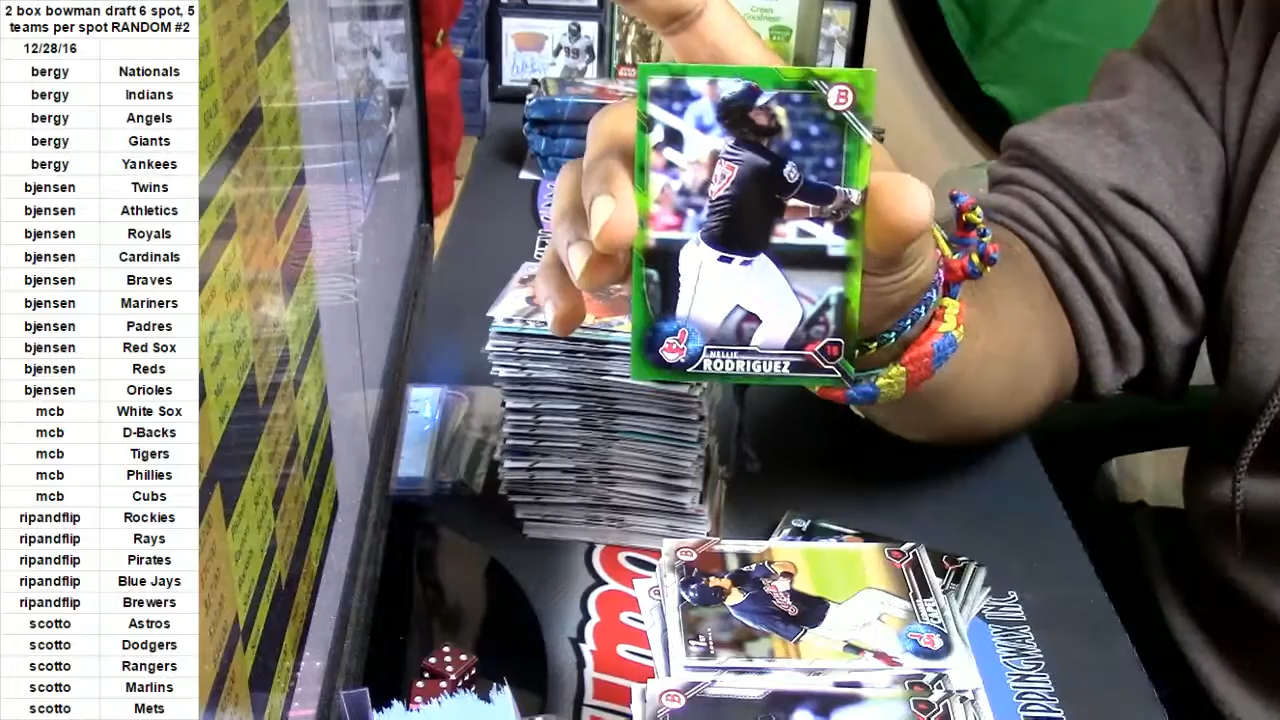 2 box bowman draft 6 spot, 5
teams per spot RANDOM #2
12/28/16
bergy Nationals
bergy Indians
bergy Angels
bergy Giants
bergy Yankees
bjensen Twins
bjensen Athletics
bjensen Royals
bjensen Cardinals
bjensen Braves
bjensen Mariners
bjensen Padres
bjensen Red Sox
bjensen Reds
bjensen Orioles
mcb White Sox
mcb D-Backs
mcb Tigers
mcb Phillies
mcb Cubs
ripandflip Rockies
ripandflip Rays
ripandflip Pirates
ripandflip Blue Jays
ripandflip Brewers
scotto Astros
scotto Dodgers
scotto Rangers
scotto Marlins
scotto Mets
B
NELLIE
RODRIGUEZ
1B
B
CAPEL
B